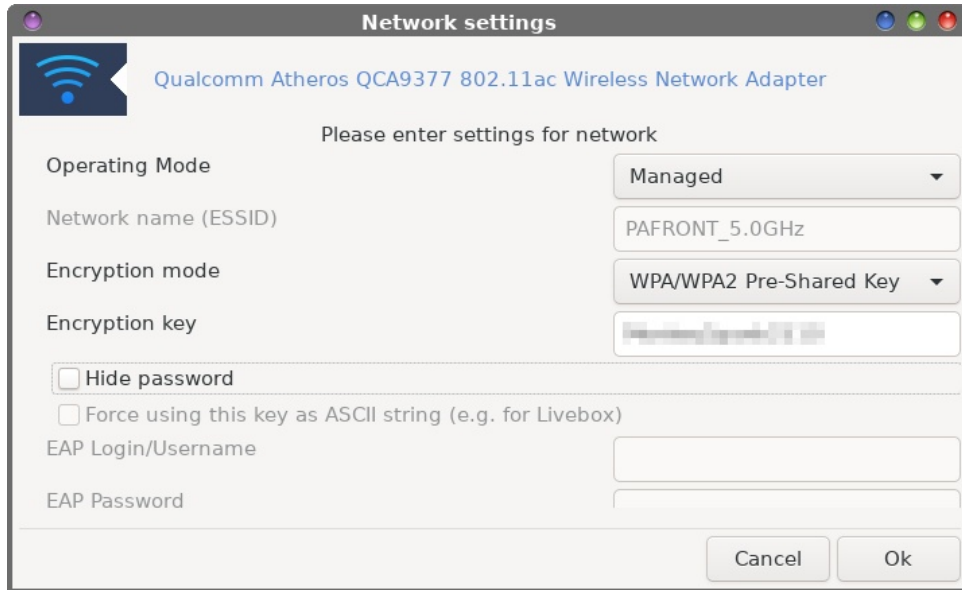 Network settings
Qualcomm Atheros QCA9377 802.11ac Wireless Network Adapter
Please enter settings for network
Operating Mode
Managed
Network name (ESSID)
PAFRONT_5.0GHz
Encryption mode
WPA/WPA2 Pre-Shared Key
Encryption key
Hide password
Force using this key as ASCII string (e.g. for Livebox)
EAP Login/Username
EAP Password
Cancel
Ok